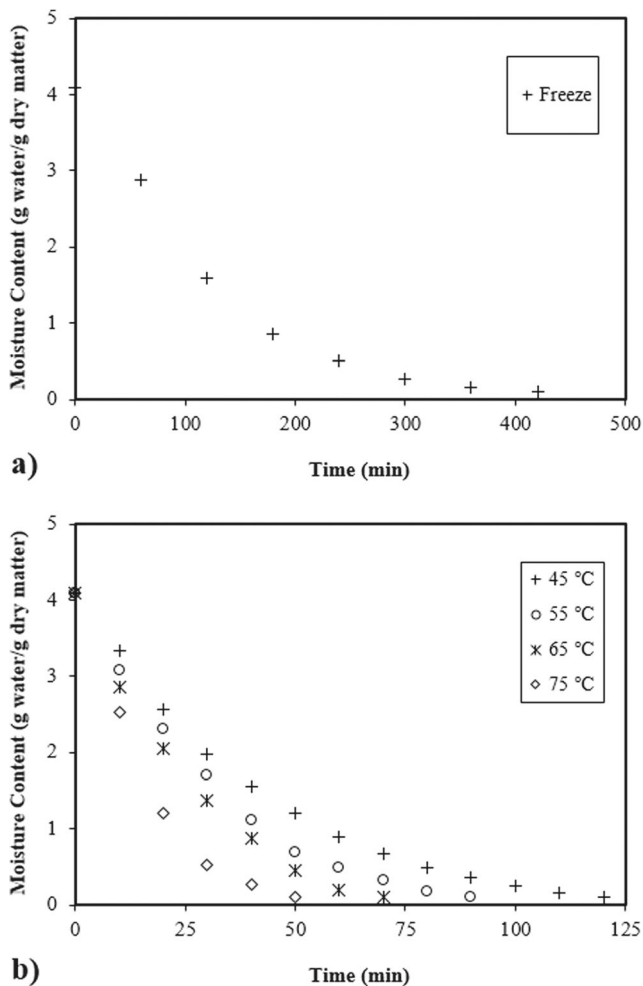 5
4
3
2
1
0
Moisture Content (g water/g dry matter)
+ Freeze
0 100 200 300 400 500
Time (min)
a)
5
4
3
2
1
0
Moisture Content (g water/g dry matter)
45 °C
55 °C
65 °C
75 °C
0 25 50 75 100 125
Time (min)
b)